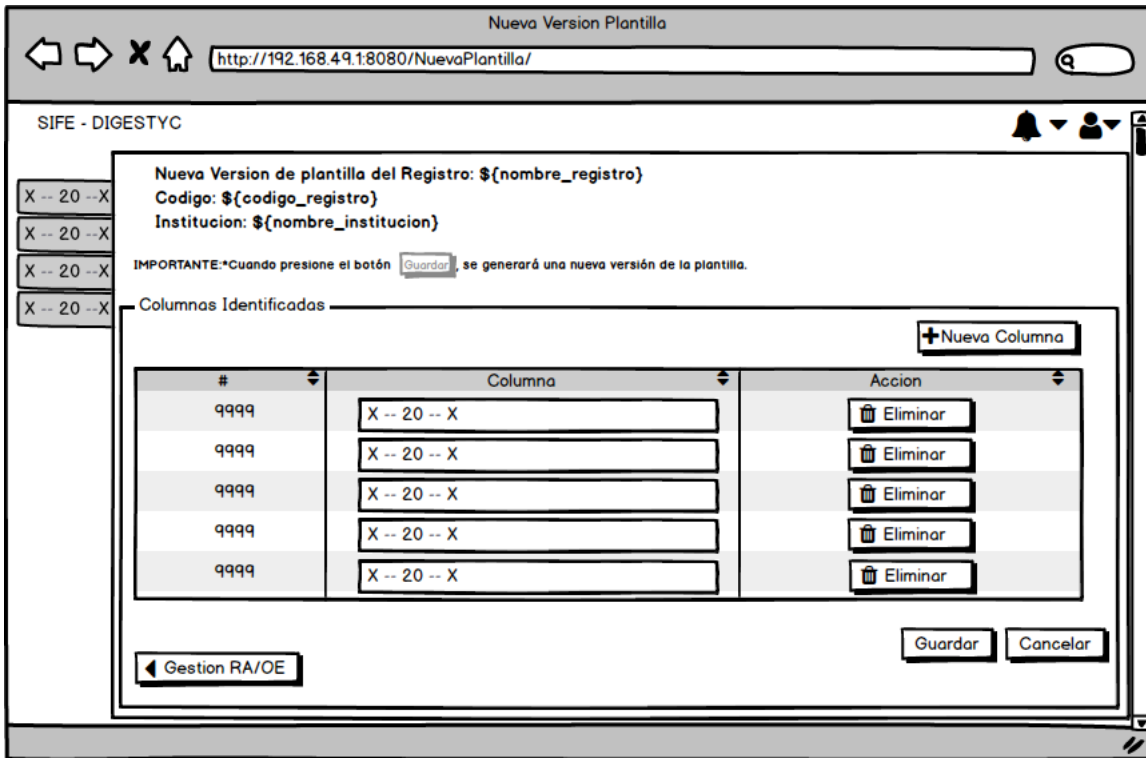 Nueva Version Plantilla
http://192.168.49.1:8080/NuevaPlantilla/
SIFE - DIGESTYC
X -- 20 --X
X -- 20 --X
X -- 20 --X
X -- 20 --X
Nueva Version de plantilla del Registro: ${nombre_registro}
Codigo: ${codigo_registro}
Institucion: ${nombre_institucion}
IMPORTANTE:*Cuando presione el botón Guardar, se generará una nueva versión de la plantilla.
Columnas Identificadas
+Nueva Columna
# Columna Accion
9999 X -- 20 -- X Eliminar
9999 X -- 20 -- X Eliminar
9999 X -- 20 -- X Eliminar
9999 X -- 20 -- X Eliminar
9999 X -- 20 -- X Eliminar
Guardar Cancelar
Gestion RA/OE